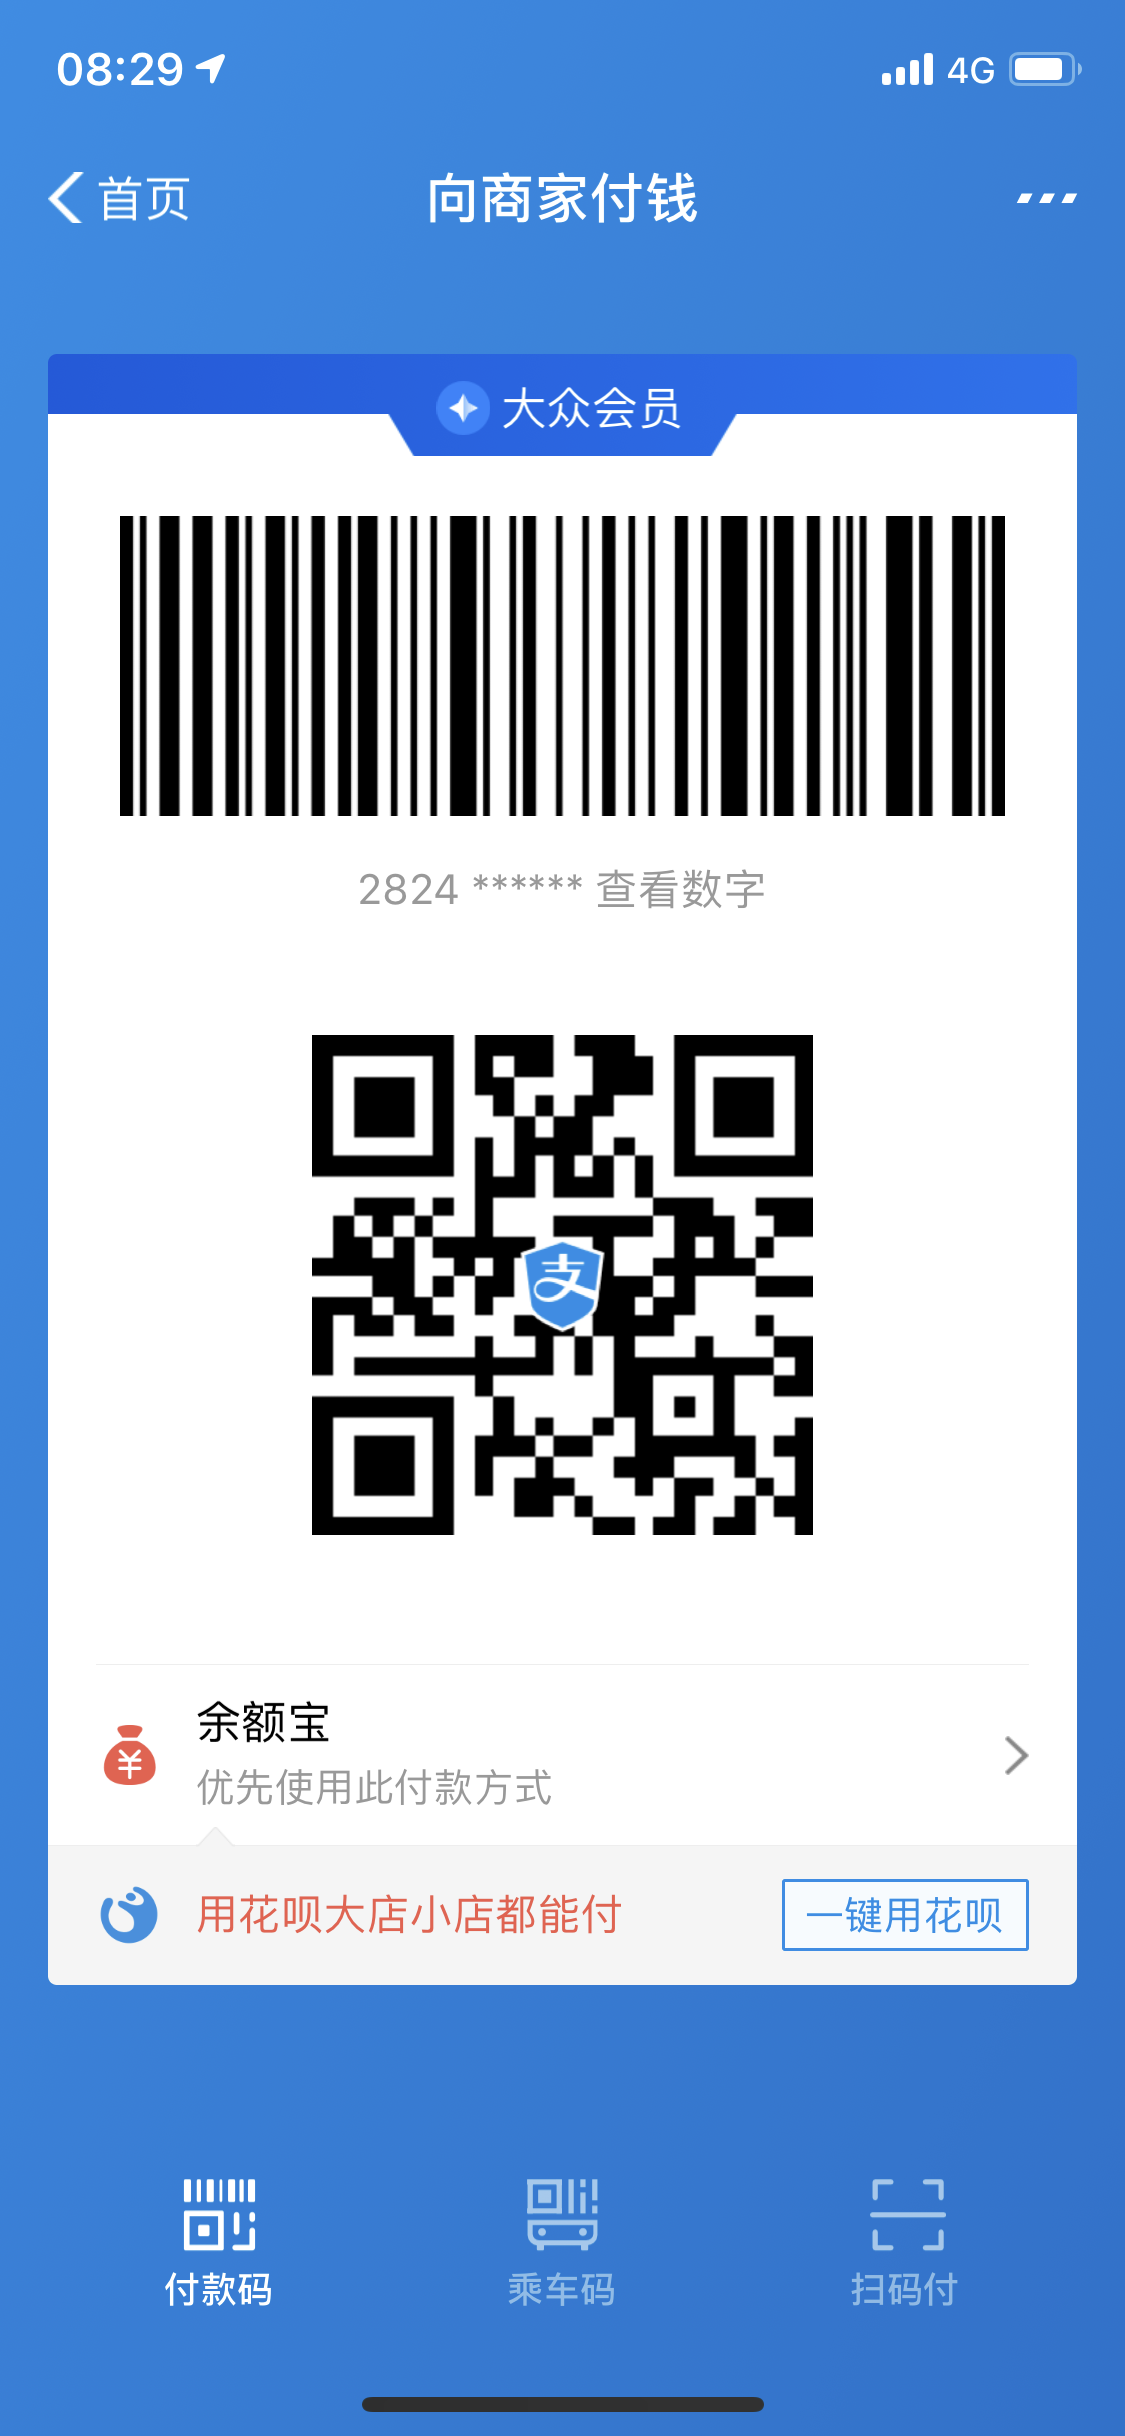 08:29 4G
首页 向商家付钱
大众会员
2824 ****** 查看数字
支
余额宝
优先使用此付款方式
用花呗大店小店都能付 一键用花呗
付款码 乘车码 扫码付